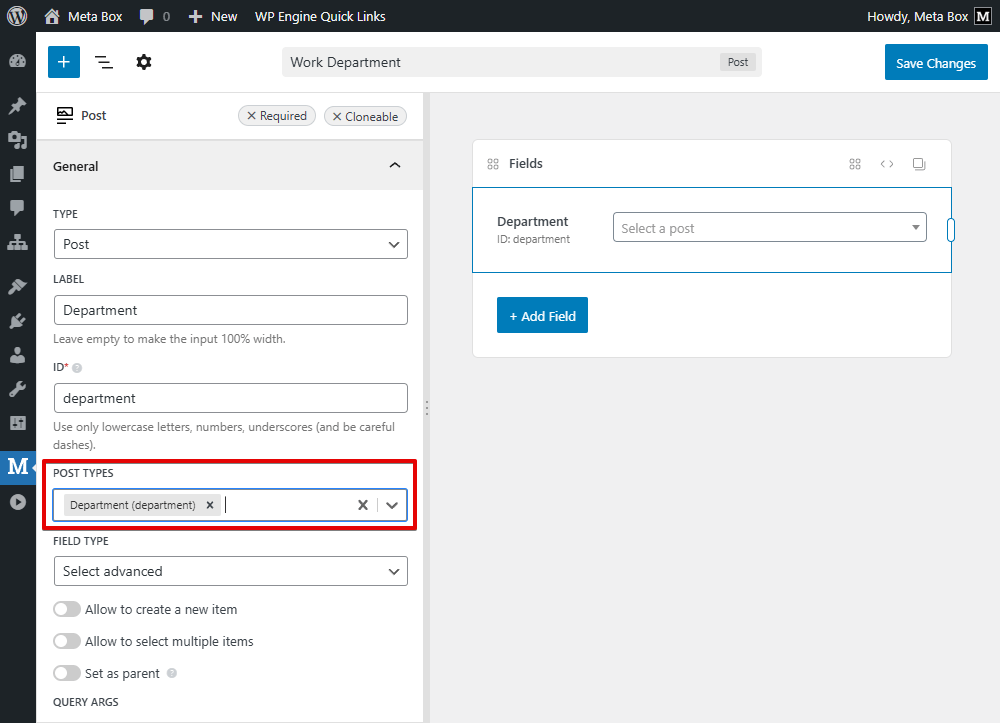 Meta Box 0 New WP Engine Quick Links Howdy, Meta Box M
Work Department Post Save Changes
Post Required Cloneable
General
TYPE
Post
LABEL
Department
Leave empty to make the input 100% width.
ID*
department
Use only lowercase letters, numbers, underscores (and be careful
dashes).
POST TYPES
Department (department)
FIELD TYPE
Select advanced
Allow to create a new item
Allow to select multiple items
Set as parent
QUERY ARGS
M
Fields
Department
ID: department
Select a post
+ Add Field